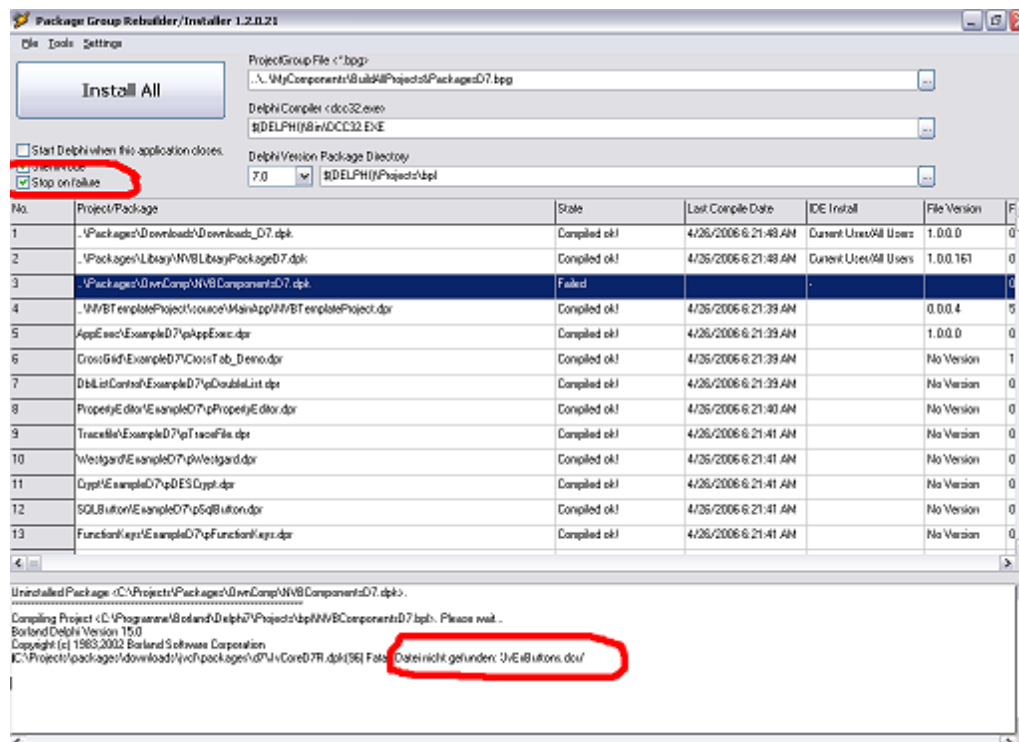 Package Group Rebuilder/Installer 1.2.0.21
File Tools Settings
Install All
ProjectGroup File <*.bpg>
..\..\MyComponents\BuildAllProjects\PackagesD7.bpg
...
Delphi Compiler <dcc32.exe>
$(DELPHI)\Bin\DCC32.EXE
...
Start Delphi when this application closes.
Stop on failure
Delphi Version Package Directory
7.0 $(DELPHI)\Projects\bpl
...
No. Project/Package State Last Compile Date IDE Install File Version F
1 ..\Packages\Downloads\Downloads_D7.dpk Compiled ok! 4/26/2006 6:21:48 AM Current User/All Users 1.0.0.0 0
2 ..\Packages\Library\NVBLibraryPackageD7.dpk Compiled ok! 4/26/2006 6:21:48 AM Current User/All Users 1.0.0.161 0
3 ..\Packages\OwnComp\NVBComponentsD7.dpk Failed - 0
4 ..\NVBTemplateProject\source\MainApp\NVBTemplateProject.dpr Compiled ok! 4/26/2006 6:21:39 AM 0.0.0.4 5
5 AppExec\ExampleD7\pAppExec.dpr Compiled ok! 4/26/2006 6:21:39 AM 1.0.0.0 0
6 CrossGrid\ExampleD7\CrossTab_Demo.dpr Compiled ok! 4/26/2006 6:21:39 AM No Version 1
7 DblListControl\ExampleD7\pDoubleList.dpr Compiled ok! 4/26/2006 6:21:39 AM No Version 0
8 PropertyEditor\ExampleD7\pPropertyEditor.dpr Compiled ok! 4/26/2006 6:21:40 AM No Version 0
9 Tracefile\ExampleD7\pTraceFile.dpr Compiled ok! 4/26/2006 6:21:41 AM No Version 0
10 Westgard\ExampleD7\pWestgard.dpr Compiled ok! 4/26/2006 6:21:41 AM No Version 0
11 Crypt\ExampleD7\pDESCrypt.dpr Compiled ok! 4/26/2006 6:21:41 AM No Version 0
12 SQLButton\ExampleD7\pSqlButton.dpr Compiled ok! 4/26/2006 6:21:41 AM No Version 0
13 FunctionKeys\ExampleD7\pFunctionKeys.dpr Compiled ok! 4/26/2006 6:21:41 AM No Version 0
Uninstalled Package <C:\Projects\Packages\OwnComp\NVBComponentsD7.dpk>.
Compiling Project <C:\Programme\Borland\Delphi7\Projects\bpl\NVBComponentsD7.bpl>. Please wait...
Borland Delphi Version 15.0
Copyright (c) 1983,2002 Borland Software Corporation
C:\Projects\packages\downloads\jvcl\packages\d7\JvCoreD7R.dpk(96) Fatal: Datei nicht gefunden: 'JvExButtons.dcu'